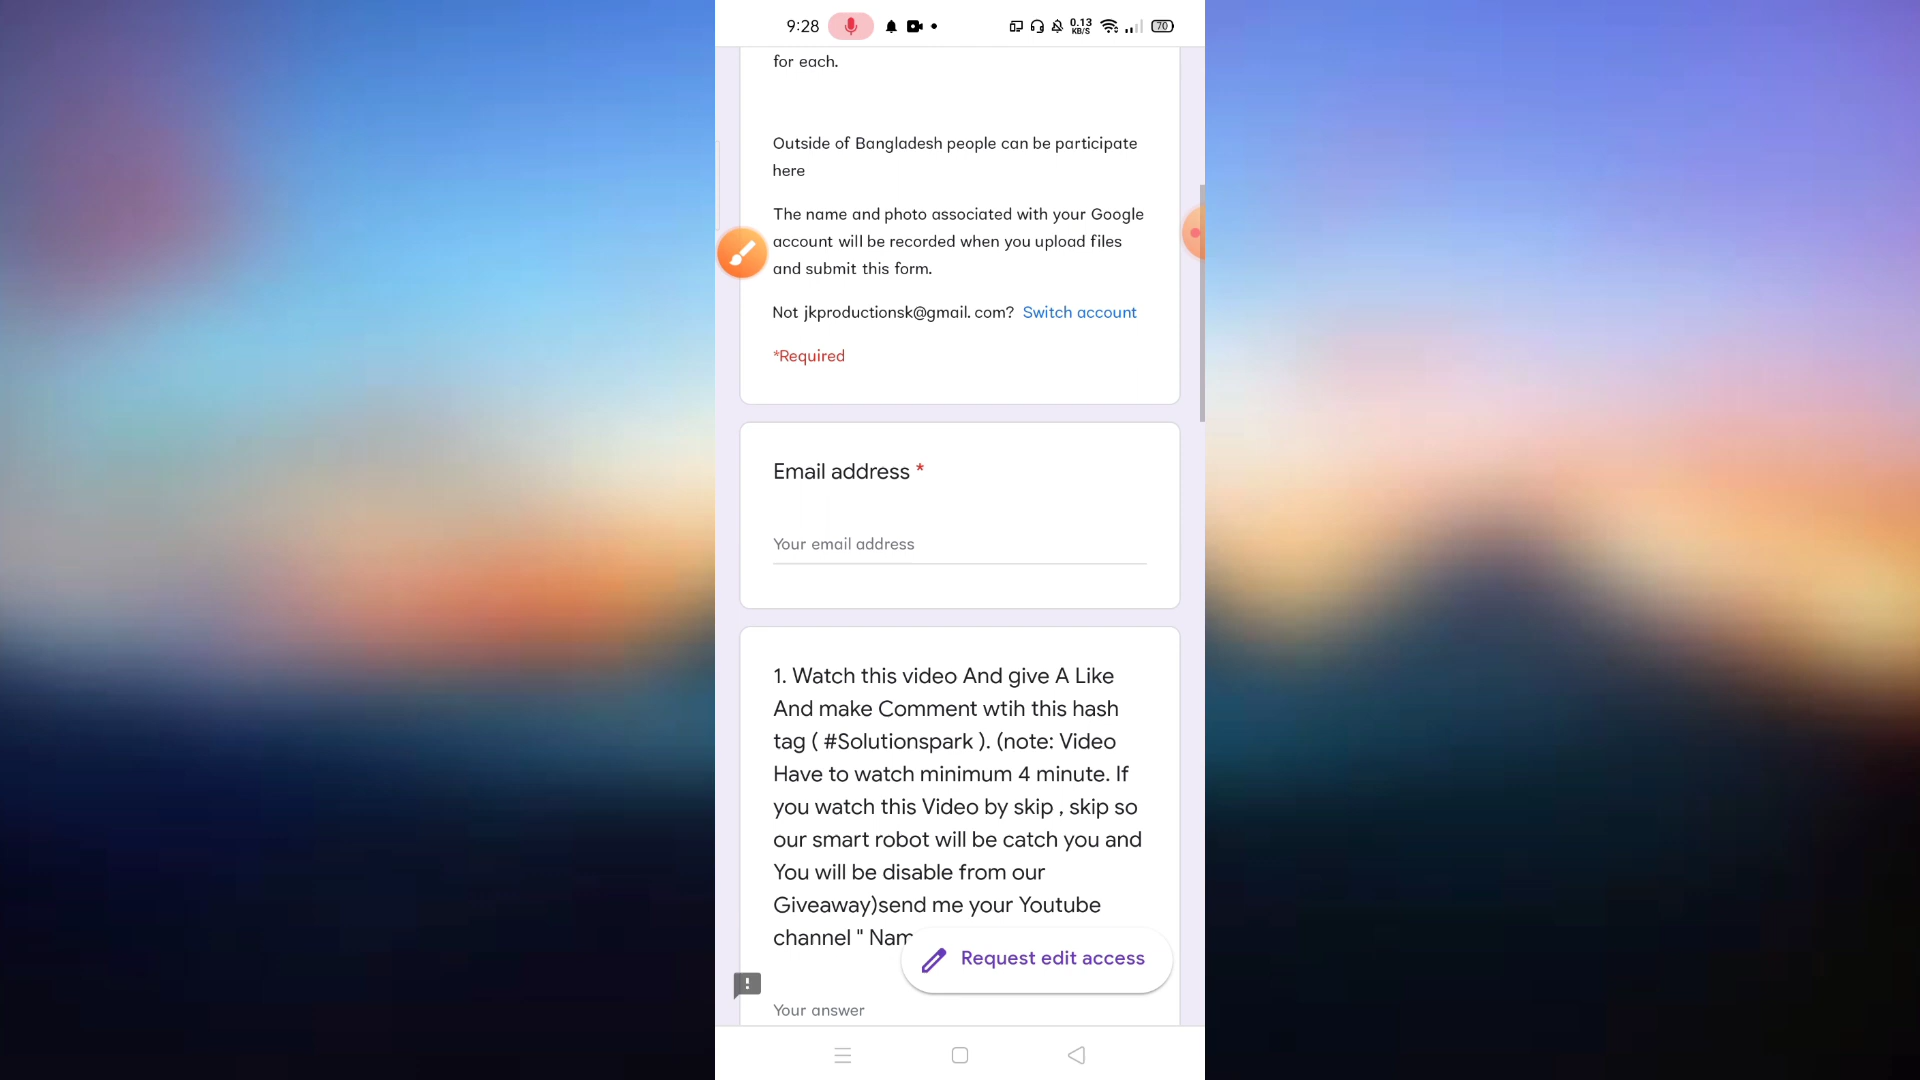 9:28
0.13
KB/S
70
for each.
Outside of Bangladesh people can be participate
here
The name and photo associated with your Google
account will be recorded when you upload files
and submit this form.
Not jkproductionsk@gmail. com? Switch account
*Required
Email address *
Your email address
1. Watch this video And give A Like
And make Comment wtih this hash
tag ( #Solutionspark ). (note: Video
Have to watch minimum 4 minute. If
you watch this Video by skip , skip so
our smart robot will be catch you and
You will be disable from our
Giveaway)send me your Youtube
channel " Nam
Request edit access
Your answer